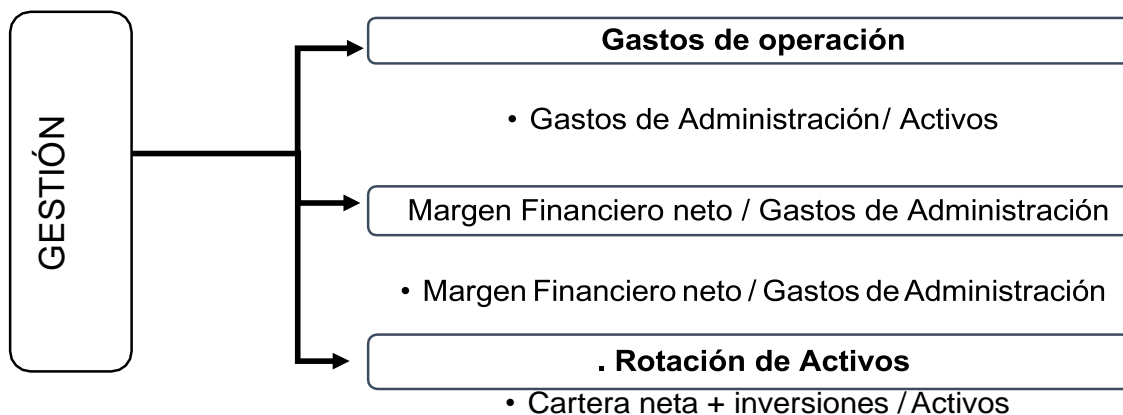 GESTIÓN
Gastos de operación
• Gastos de Administración/ Activos
Margen Financiero neto / Gastos de Administración
• Margen Financiero neto / Gastos de Administración
. Rotación de Activos
• Cartera neta + inversiones / Activos